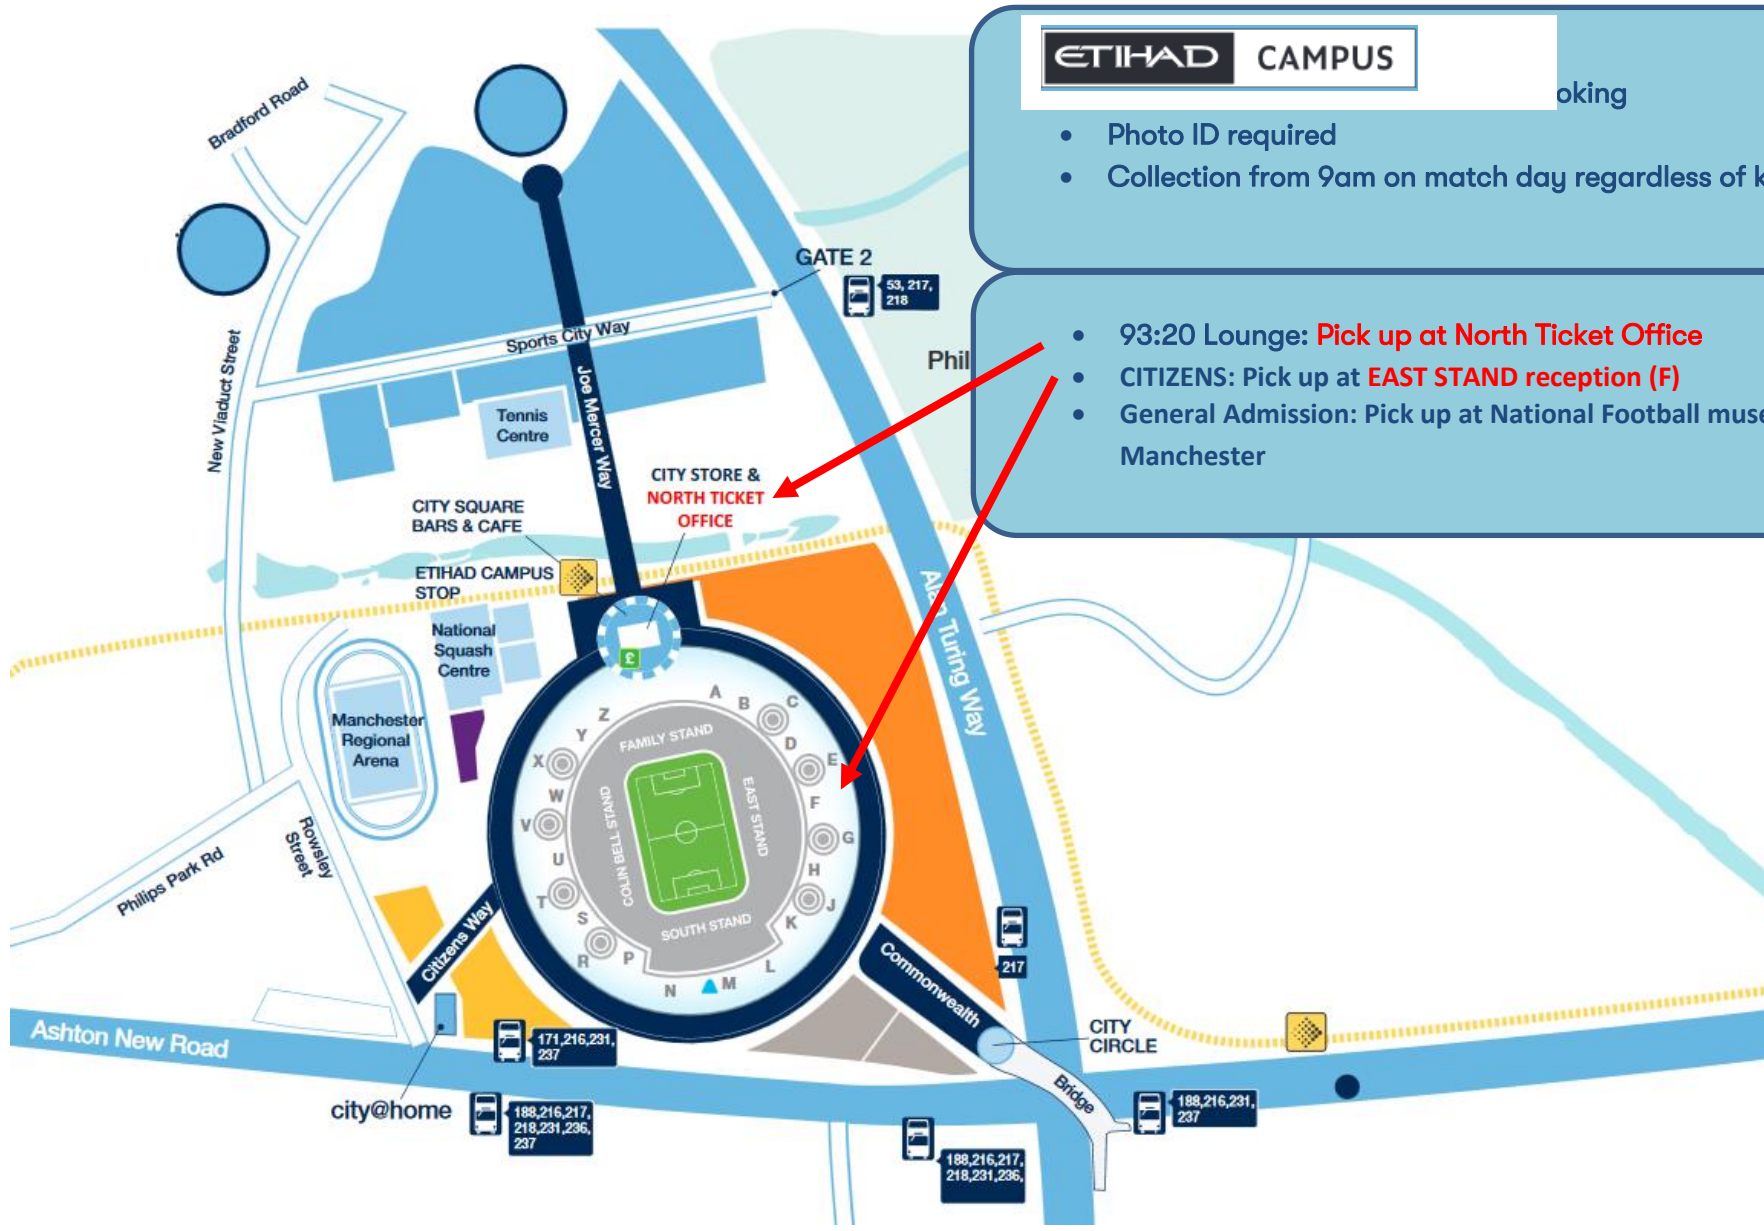 ETIHAD CAMPUS
oking
• Photo ID required
• Collection from 9am on match day regardless of k
• 93:20 Lounge: Pick up at North Ticket Office
• CITIZENS: Pick up at EAST STAND reception (F)
• General Admission: Pick up at National Football muse
Manchester
Bradford Road
GATE 2
53, 217,
218
Phil
Sports City Way
New Viaduct Street
Joe Mercer Way
Tennis
Centre
CITY STORE &
NORTH TICKET
OFFICE
CITY SQUARE
BARS & CAFE
ETIHAD CAMPUS
STOP
Alan Turing Way
National
Squash
Centre
£
Manchester
Regional
Arena
A
B
C
D
E
F
G
H
J
K
L
M
N
P
R
S
T
U
V
W
X
Y
Z
FAMILY STAND
EAST STAND
COLIN BELL STAND
SOUTH STAND
Rowsley
Street
Philips Park Rd
Citizens Way
Commonwealth
217
CITY
CIRCLE
Bridge
Ashton New Road
171,216,231,
237
city@home
188,216,217,
218,231,236,
237
188,216,217,
218,231,236,
188,216,231,
237